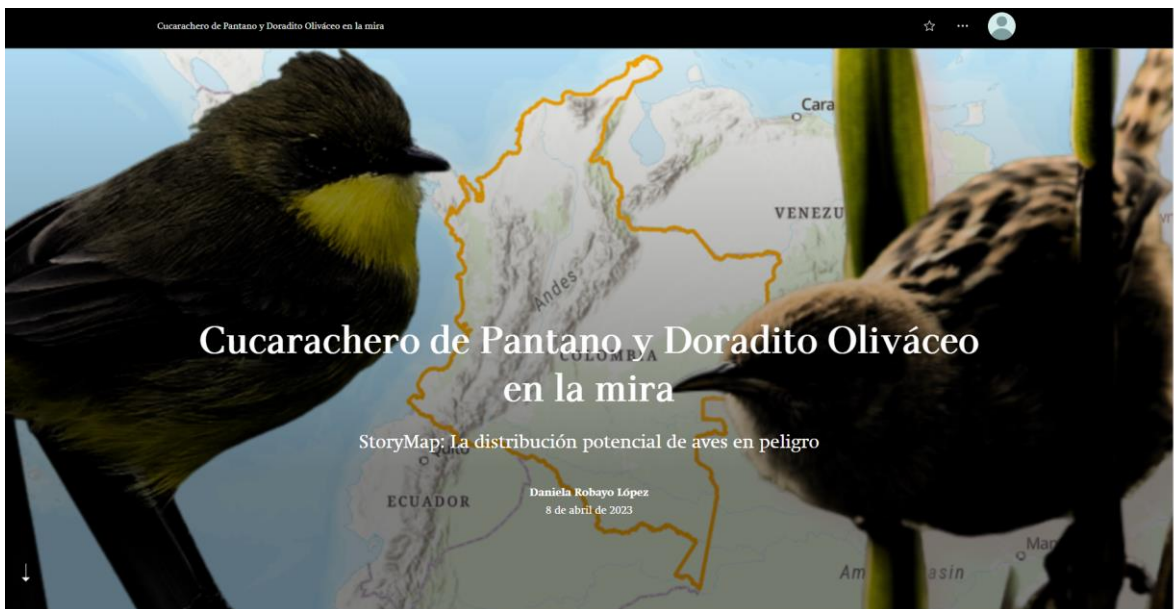 Cucarachero de Pantano y Doradito Oliváceo en la mira
Cara
VENEZU
Andes
COLOMBIA
Cucarachero de Pantano y Doradito Oliváceo
en la mira
StoryMap: La distribución potencial de aves en peligro
Quito
ECUADOR
Daniela Robayo López
8 de abril de 2023
Man
Am
asin